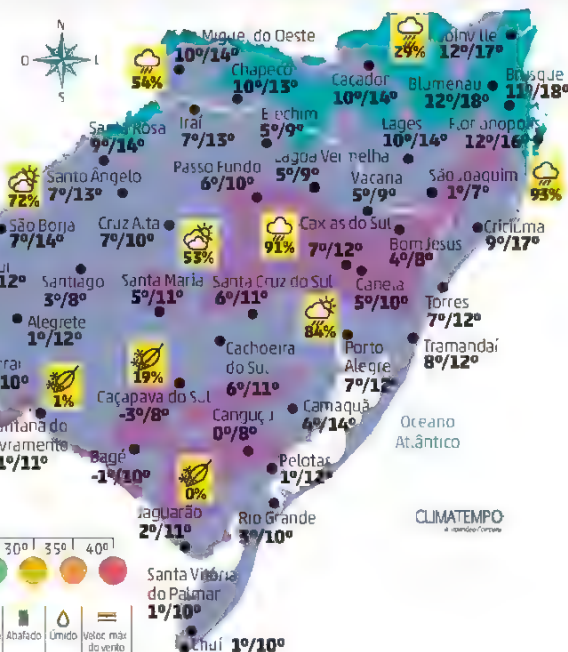 N
O
L
S
Miguel do Oeste
10º/14º
54%
Chapecó
10º/13º
Caçador
10º/14º
29%
Joinville
12º/17º
Blumenau
12º/18º
Brusque
11º/18º
Santa Rosa
9º/14º
Iraí
7º/13º
Erechim
5º/9º
Lages
10º/14º
Florianópolis
12º/16º
72%
Santo Ângelo
7º/13º
Passo Fundo
6º/10º
Lagoa Vermelha
5º/9º
Vacaria
5º/9º
São Joaquim
1º/7º
93%
São Borja
7º/14º
Cruz Alta
7º/10º
53%
91%
Caxias do Sul
7º/12º
Bom Jesus
4º/8º
Criciúma
9º/17º
12º
Santiago
3º/8º
Santa Maria
5º/11º
Santa Cruz do Sul
6º/11º
Canela
5º/10º
Torres
7º/12º
Alegrete
1º/12º
84%
Cachoeira
do Sul
6º/11º
Porto
Alegre
7º/12º
Tramandaí
8º/12º
10º
1%
19%
Caçapava do Sul
-3º/8º
Canguçu
0º/8º
Camaquã
4º/14º
Oceano
Atlântico
ntana do
vramento
1º/11º
Bagé
-1º/10º
0%
Pelotas
1º/12º
Jaguarão
2º/11º
Rio Grande
3º/10º
CLIMATEMPO
30º 35º 40º
Santa Vitória
do Palmar
1º/10º
Abafado
Úmido
Veloc. máx.
do vento
Chuí 1º/10º